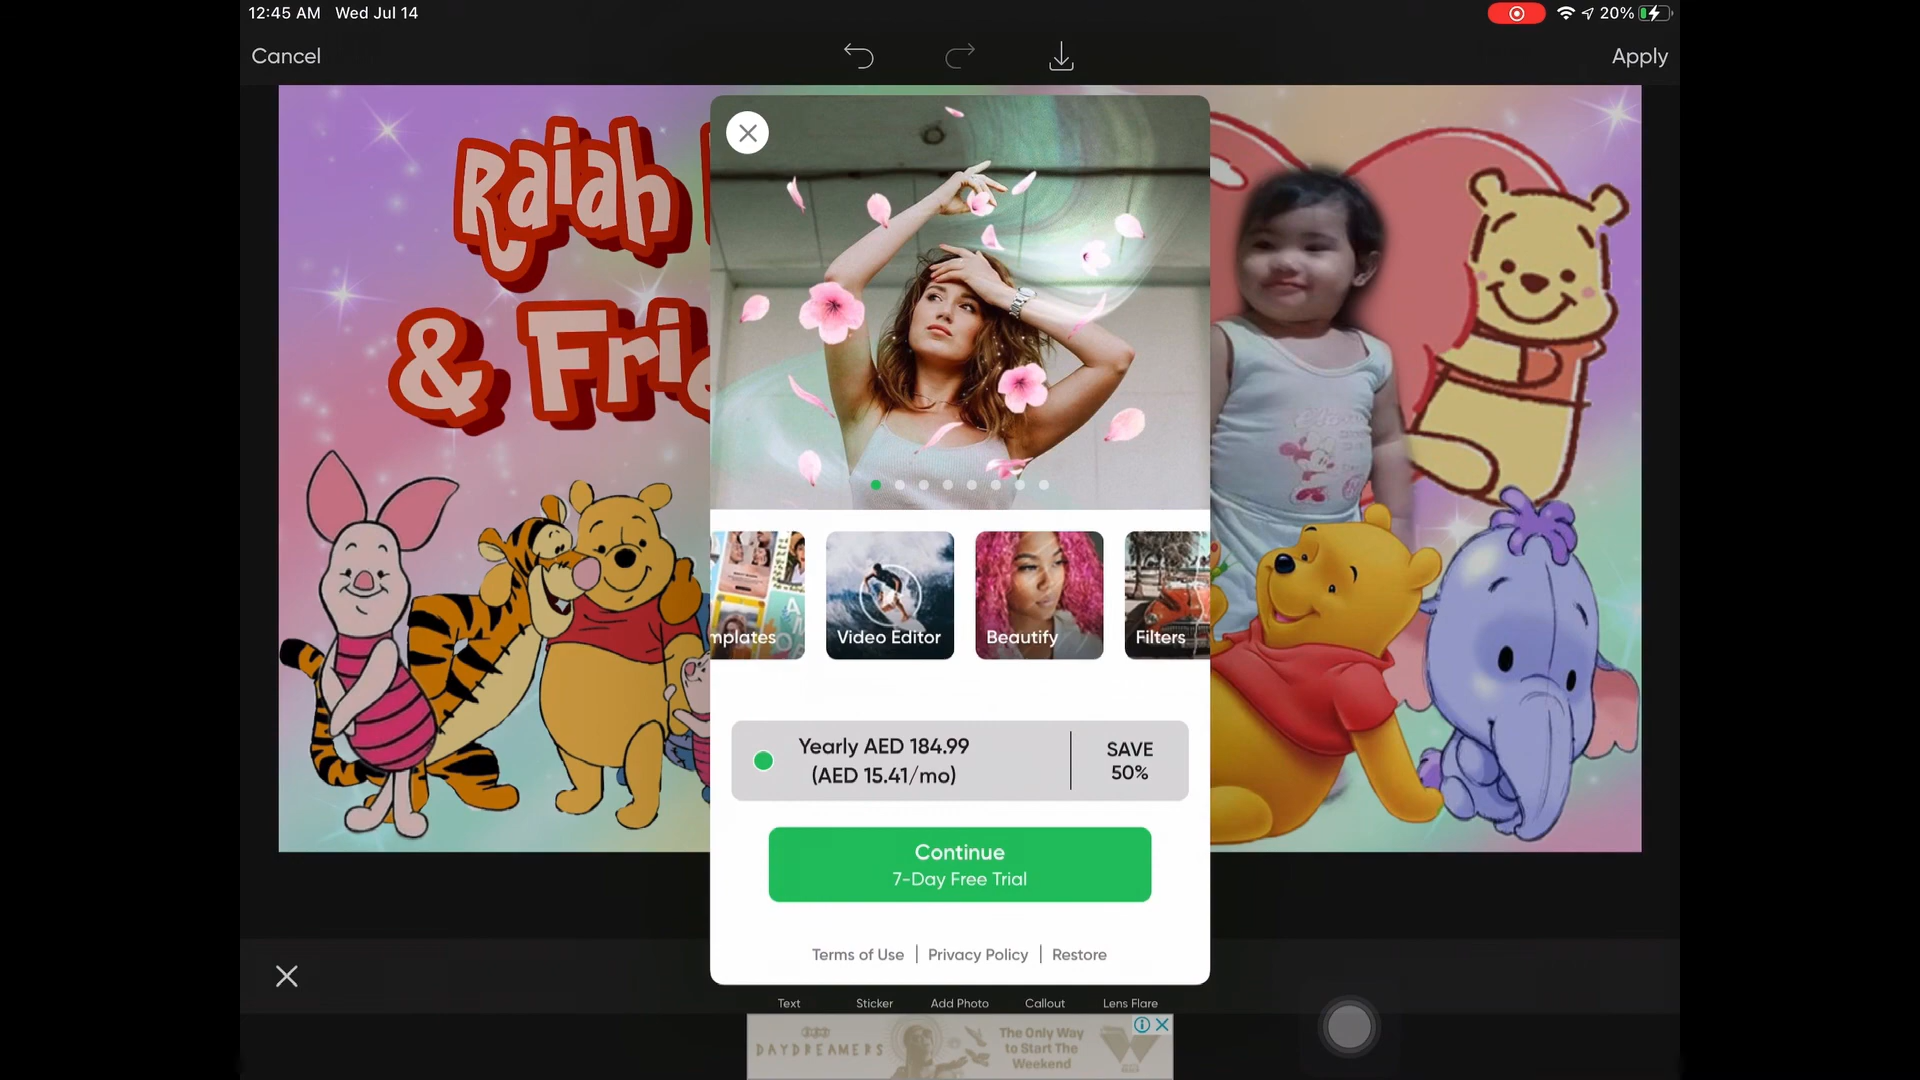 12:45 AM Wed Jul 14
20%
Cancel
Apply
Raiah
& Frie
mplates
Video Editor
Beautify
Filters
Yearly AED 184.99
(AED 15.41/mo)
SAVE
50%
Continue
7-Day Free Trial
Terms of Use | Privacy Policy | Restore
Text
Sticker
Add Photo
Callout
Lens Flare
DAYDREAMERS
The Only Way
to Start The
Weekend